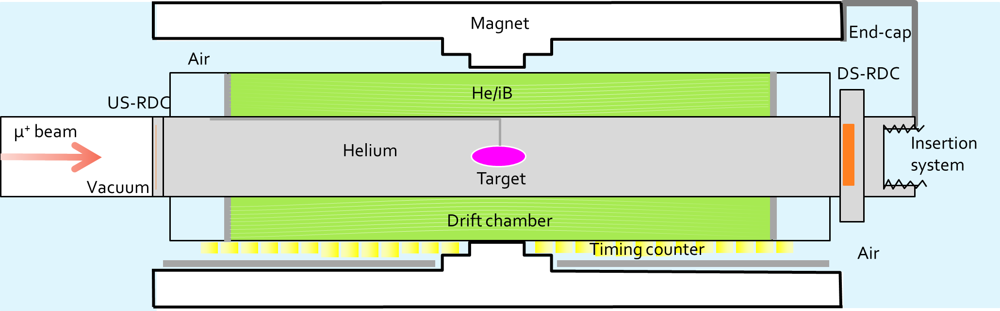 Magnet
End-cap
Air
DS-RDC
He/iB
US-RDC
μ⁺ beam
Helium
Insertion
system
Target
Vacuum
Drift chamber
Timing counter
Air